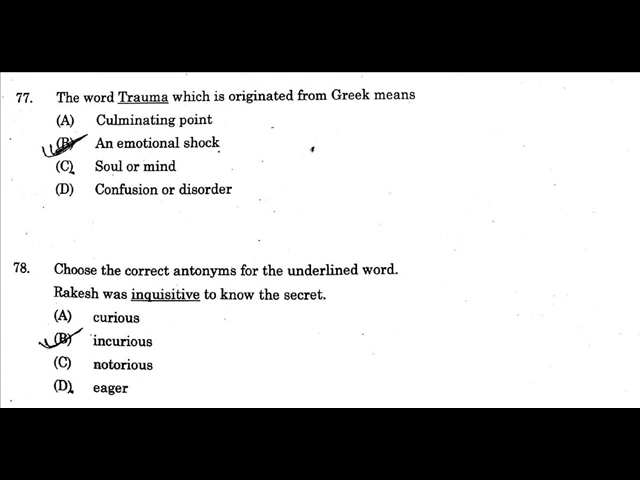 77. The word Trauma which is originated from Greek means
(A) Culminating point
(B) An emotional shock
(C) Soul or mind
(D) Confusion or disorder
78. Choose the correct antonyms for the underlined word.
Rakesh was inquisitive to know the secret.
(A) curious
(B) incurious
(C) notorious
(D) eager